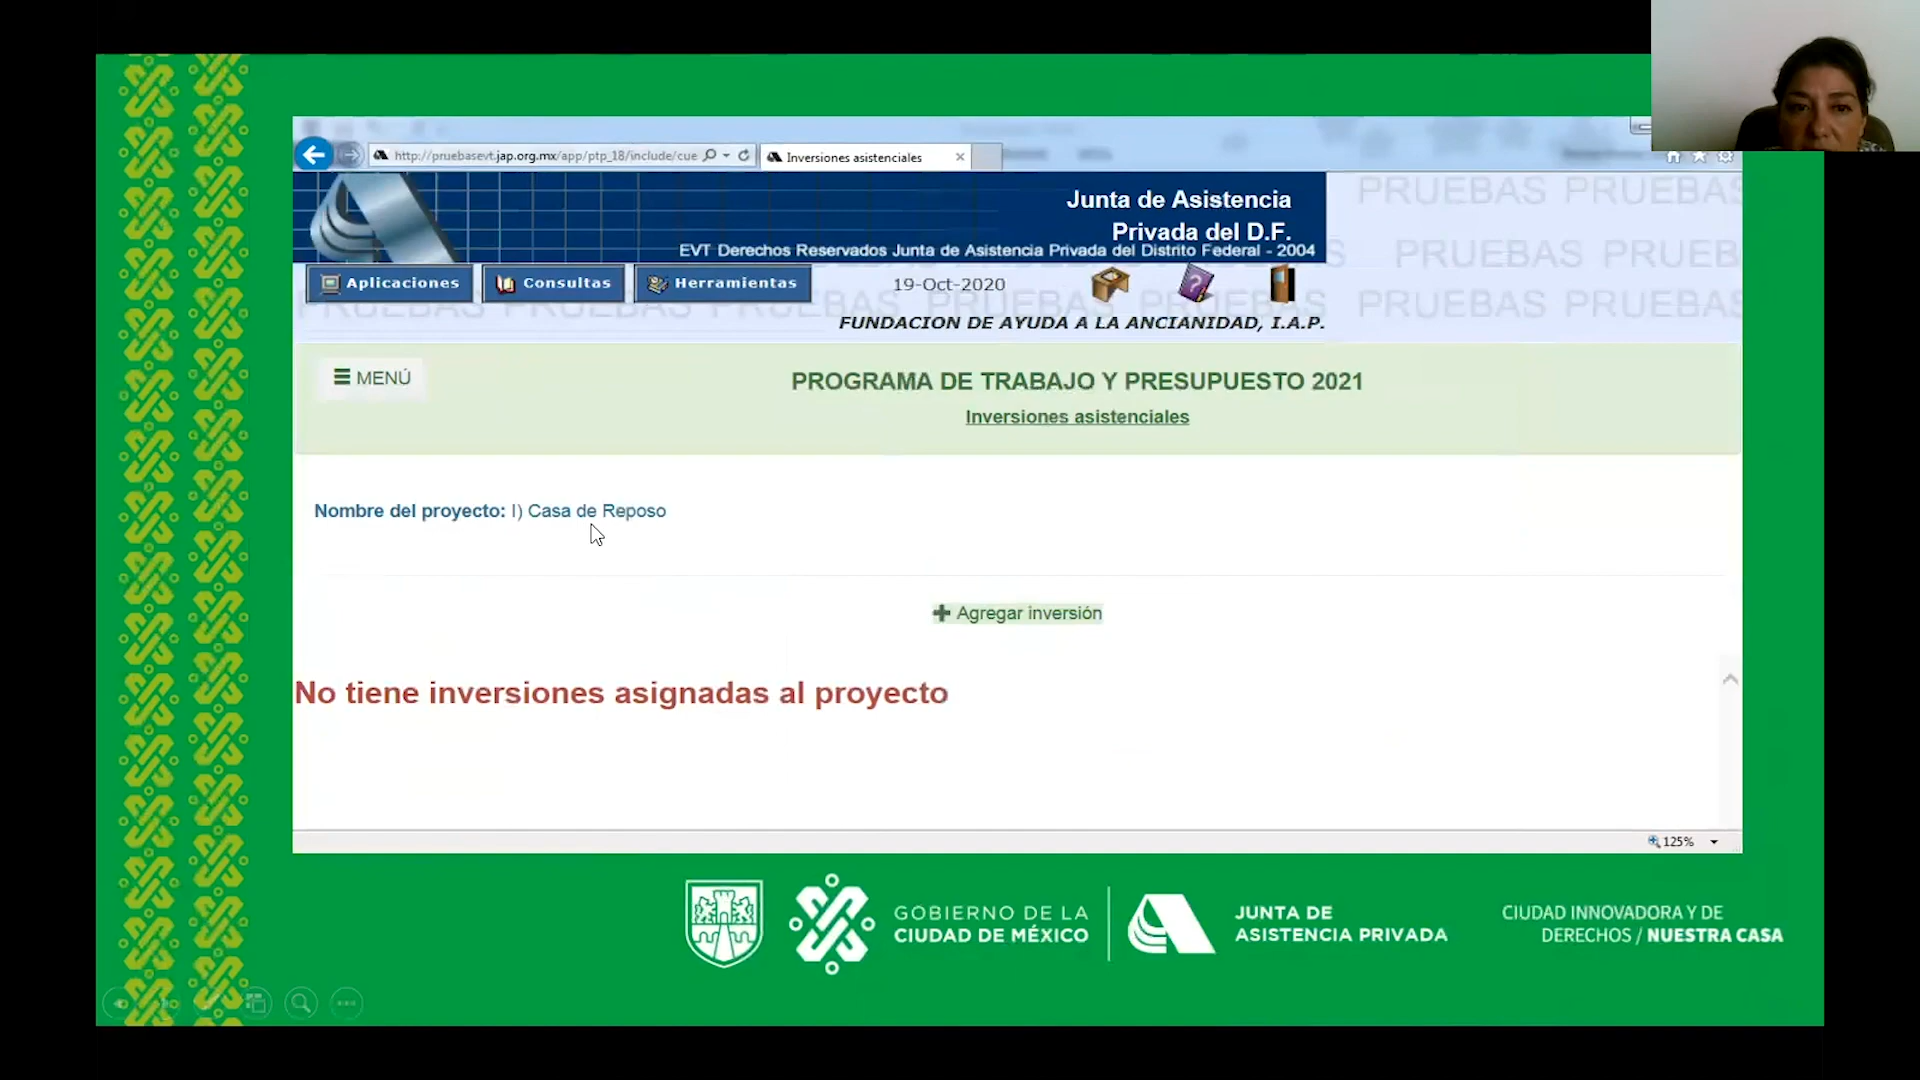 http://pruebasevt.jap.org.mx/app/ptp_18/include/cue
Inversiones asistenciales
Junta de Asistencia
Privada del D.F.
EVT Derechos Reservados Junta de Asistencia Privada del Distrito Federal - 2004
PRUEBAS PRUEBAS
PRUEBAS PRUEBAS
PRUEBAS PRUEBAS
Aplicaciones
Consultas
Herramientas
19-Oct-2020
FUNDACION DE AYUDA A LA ANCIANIDAD, I.A.P.
MENÚ
PROGRAMA DE TRABAJO Y PRESUPUESTO 2021
Inversiones asistenciales
Nombre del proyecto: I) Casa de Reposo
Agregar inversión
No tiene inversiones asignadas al proyecto
125%
GOBIERNO DE LA
CIUDAD DE MÉXICO
JUNTA DE
ASISTENCIA PRIVADA
CIUDAD INNOVADORA Y DE
DERECHOS / NUESTRA CASA